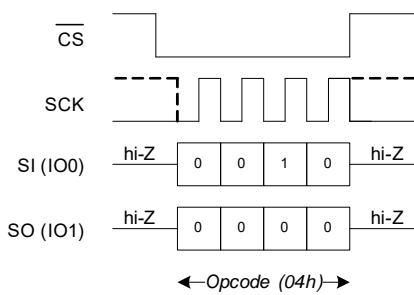 CS
SCK
hi-Z hi-Z
SI (IO0) 0 0 1 0
hi-Z hi-Z
SO (IO1) 0 0 0 0
Opcode (04h)